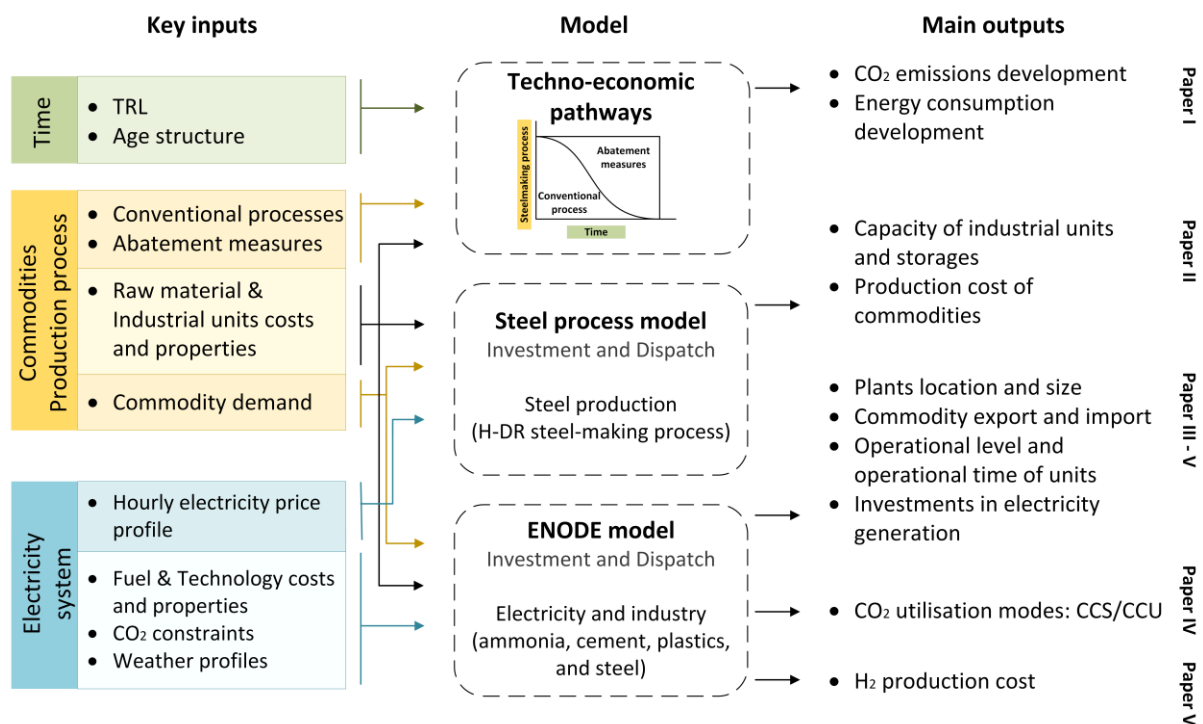 Key inputs
Model
Main outputs
Time
• TRL
• Age structure
Commodities
Production process
• Conventional processes
• Abatement measures
• Raw material &
Industrial units costs
and properties
• Commodity demand
Electricity
system
• Hourly electricity price
profile
• Fuel & Technology costs
and properties
• CO₂ constraints
• Weather profiles
Techno-economic
pathways
Steelmaking process
Abatement
measures
Conventional
process
Time
Steel process model
Investment and Dispatch
Steel production
(H-DR steel-making process)
ENODE model
Investment and Dispatch
Electricity and industry
(ammonia, cement, plastics,
and steel)
• CO₂ emissions development
• Energy consumption
development
Paper I
• Capacity of industrial units
and storages
• Production cost of
commodities
Paper II
• Plants location and size
• Commodity export and import
• Operational level and
operational time of units
• Investments in electricity
generation
Paper III - V
• CO₂ utilisation modes: CCS/CCU
Paper IV
• H₂ production cost
Paper V